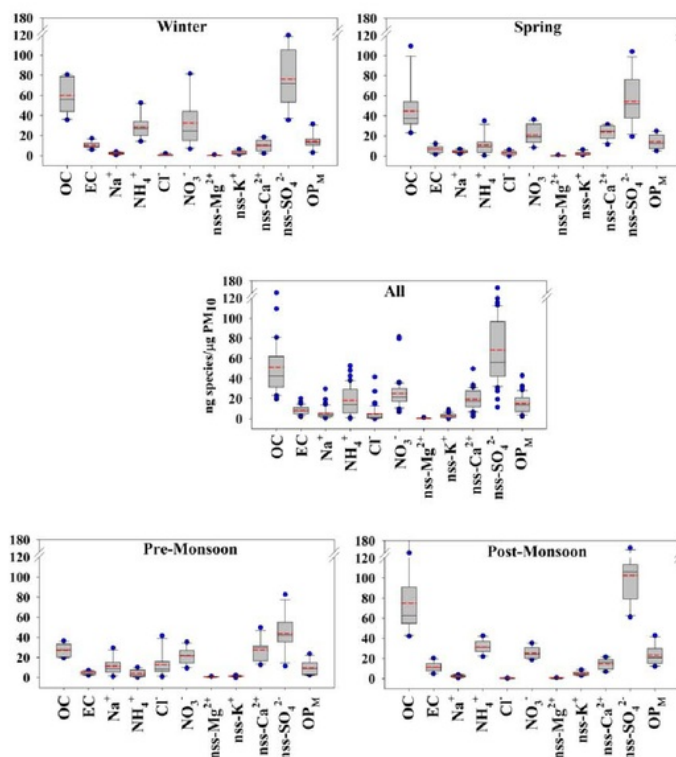 Winter
180
120
100
80
60
40
20
0
OC
EC
Na⁺
NH₄⁺
Cl⁻
NO₃⁻
nss-Mg²⁺
nss-K⁺
nss-Ca²⁺
nss-SO₄²⁻
OP_M
Spring
180
120
100
80
60
40
20
0
OC
EC
Na⁺
NH₄⁺
Cl⁻
NO₃⁻
nss-Mg²⁺
nss-K⁺
nss-Ca²⁺
nss-SO₄²⁻
OP_M
All
ng species/µg PM₁₀
180
120
100
80
60
40
20
0
OC
EC
Na⁺
NH₄⁺
Cl⁻
NO₃⁻
nss-Mg²⁺
nss-K⁺
nss-Ca²⁺
nss-SO₄²⁻
OP_M
Pre-Monsoon
180
120
100
80
60
40
20
0
OC
EC
Na⁺
NH₄⁺
Cl⁻
NO₃⁻
nss-Mg²⁺
nss-K⁺
nss-Ca²⁺
nss-SO₄²⁻
OP_M
Post-Monsoon
180
120
100
80
60
40
20
0
OC
EC
Na⁺
NH₄⁺
Cl⁻
NO₃⁻
nss-Mg²⁺
nss-K⁺
nss-Ca²⁺
nss-SO₄²⁻
OP_M